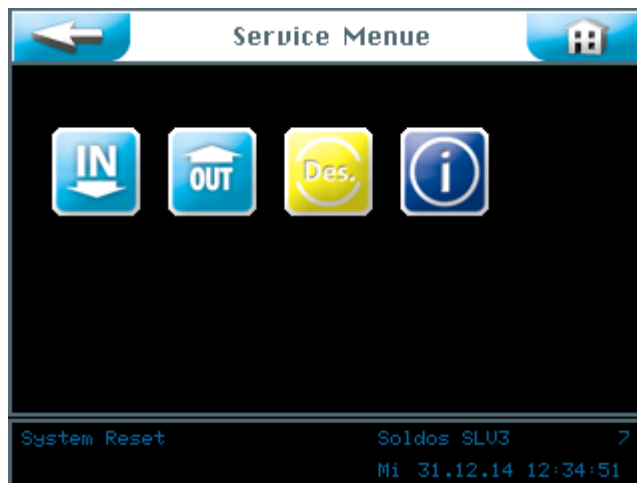 Service Menue
IN
OUT
Des.
i
System Reset
Soldos SLV3 7
Mi 31.12.14 12:34:51